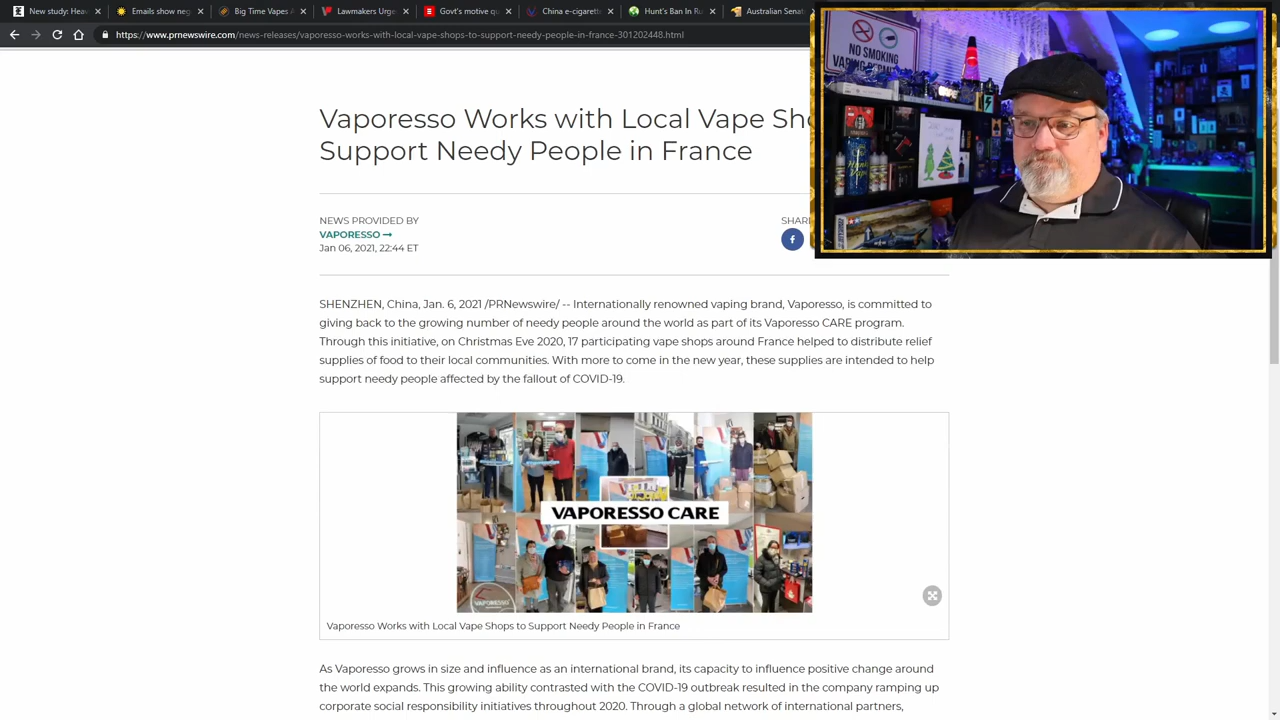 New study: Heav
Emails show nec
Big Time Vapes A
Lawmakers Urge
Govt's motive qu
China e-cigarette
Hunt's Ban In Ru
Australian Senat
https://www.prnewswire.com/news-releases/vaporesso-works-with-local-vape-shops-to-support-needy-people-in-france-301202448.html
NO SMOKING
VAPING PERMIT
Vaporesso Works with Local Vape Sho
Support Needy People in France
NEWS PROVIDED BY
VAPORESSO
Jan 06, 2021, 22:44 ET
SHARE
SHENZHEN, China, Jan. 6, 2021 /PRNewswire/ -- Internationally renowned vaping brand, Vaporesso, is committed to
giving back to the growing number of needy people around the world as part of its Vaporesso CARE program.
Through this initiative, on Christmas Eve 2020, 17 participating vape shops around France helped to distribute relief
supplies of food to their local communities. With more to come in the new year, these supplies are intended to help
support needy people affected by the fallout of COVID-19.
VAPORESSO CARE
VAPORESSO
Vaporesso Works with Local Vape Shops to Support Needy People in France
As Vaporesso grows in size and influence as an international brand, its capacity to influence positive change around
the world expands. This growing ability contrasted with the COVID-19 outbreak resulted in the company ramping up
corporate social responsibility initiatives throughout 2020. Through a global network of international partners,